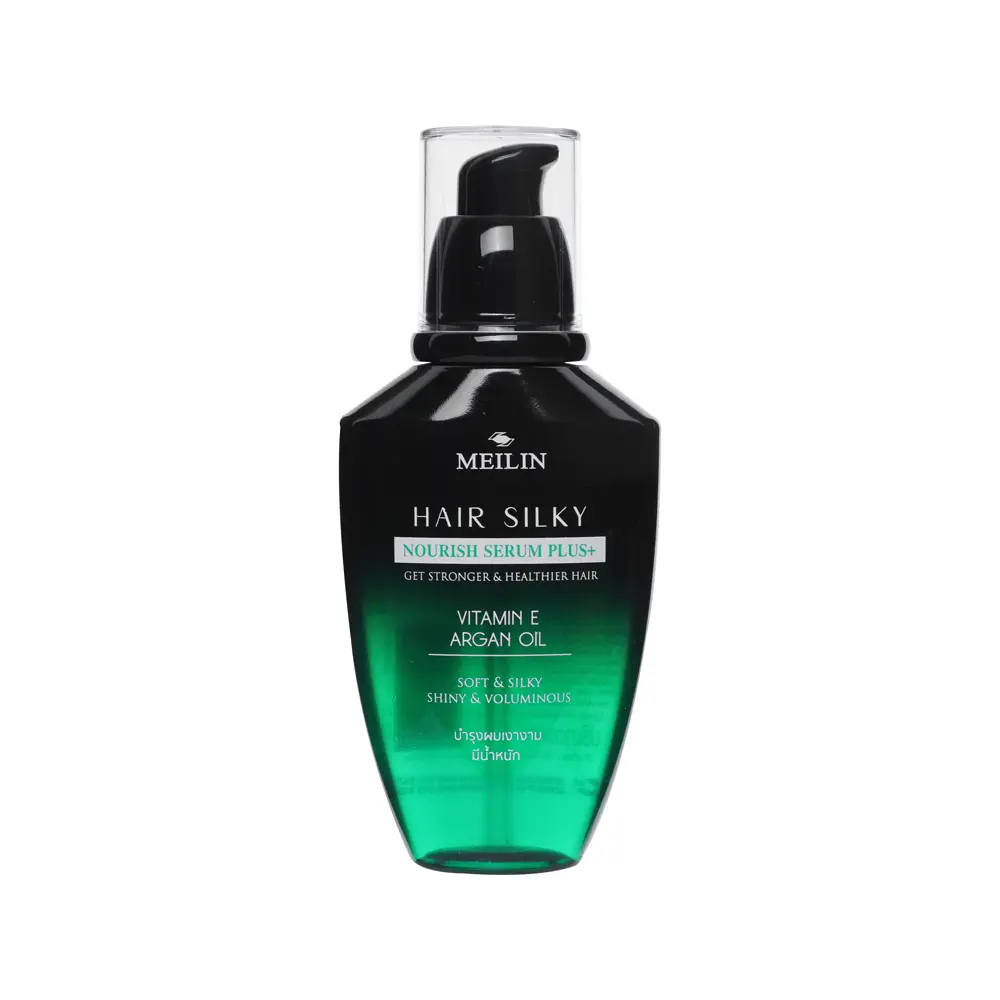 MEILIN
HAIR SILKY
NOURISH SERUM PLUS+
GET STRONGER & HEALTHIER HAIR
VITAMIN E
ARGAN OIL
SOFT & SILKY
SHINY & VOLUMINOUS
บำรุงผมเงางาม
มีน้ำหนัก